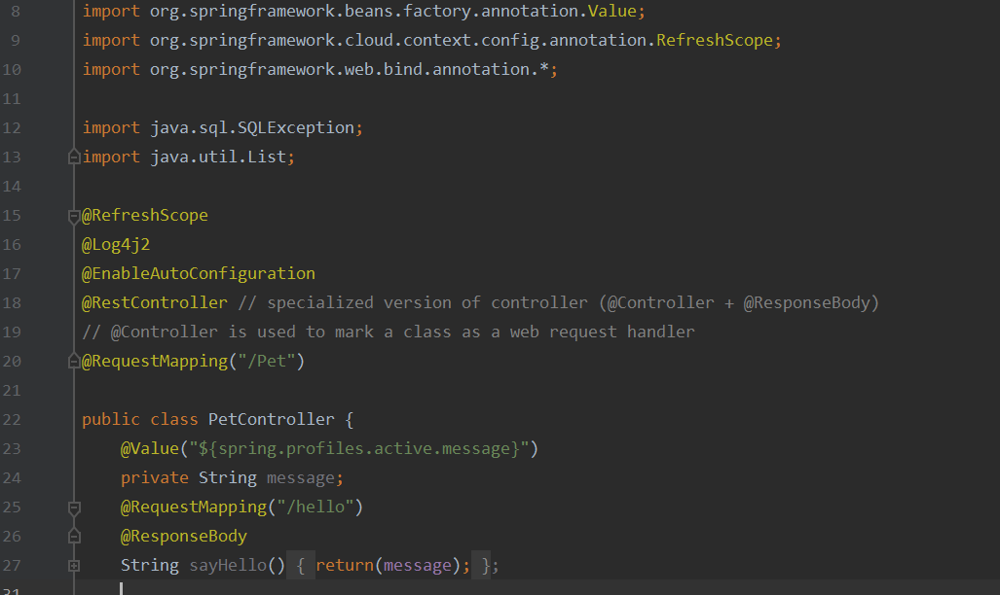 8 import org.springframework.beans.factory.annotation.Value;
9 import org.springframework.cloud.context.config.annotation.RefreshScope;
10 import org.springframework.web.bind.annotation.*;
11
12 import java.sql.SQLException;
13 import java.util.List;
14
15 @RefreshScope
16 @Log4j2
17 @EnableAutoConfiguration
18 @RestController // specialized version of controller (@Controller + @ResponseBody)
19 // @Controller is used to mark a class as a web request handler
20 @RequestMapping("/Pet")
21
22 public class PetController {
23 @Value("${spring.profiles.active.message}")
24 private String message;
25 @RequestMapping("/hello")
26 @ResponseBody
27 String sayHello() { return(message); };
31